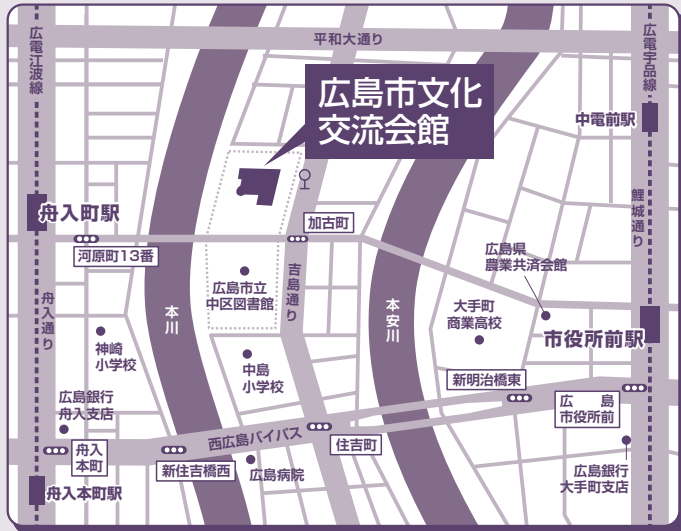 広電江波線
平和大通り
広電宇品線
広島市文化
交流会館
中電前駅
舟入町駅
鯉城通り
加古町
河原町13番
広島県
農業共済会館
広島市立
中区図書館
吉島通り
舟入通り
本川
本安川
大手町
商業高校
市役所前駅
神崎
小学校
中島
小学校
新明治橋東
広島銀行
舟入支店
広島
市役所前
西広島バイパス
住吉町
舟入
本町
新住吉橋西
広島病院
広島銀行
大手町支店
舟入本町駅